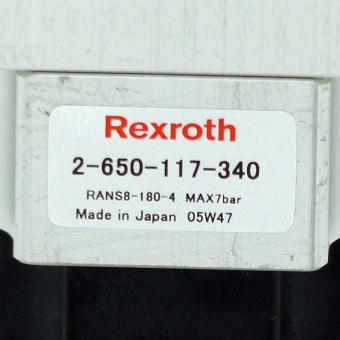 Rexroth
2-650-117-340
RANS8-180-4 MAX7bar
Made in Japan 05W47